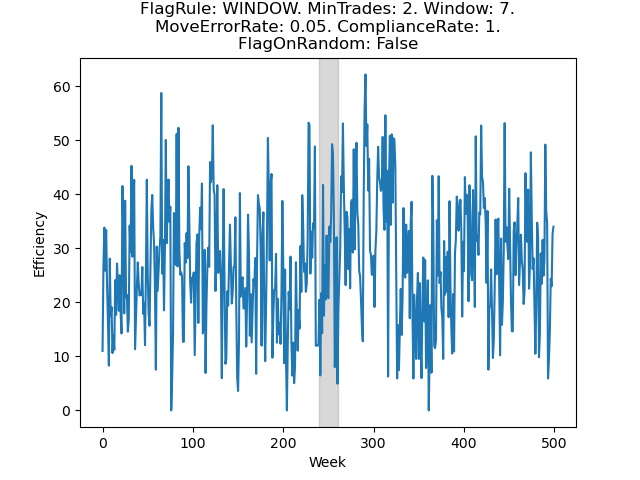 FlagRule: WINDOW. MinTrades: 2. Window: 7.
MoveErrorRate: 0.05. ComplianceRate: 1.
FlagOnRandom: False
60
50
40
30
20
10
0
Efficiency
0 100 200 300 400 500
Week